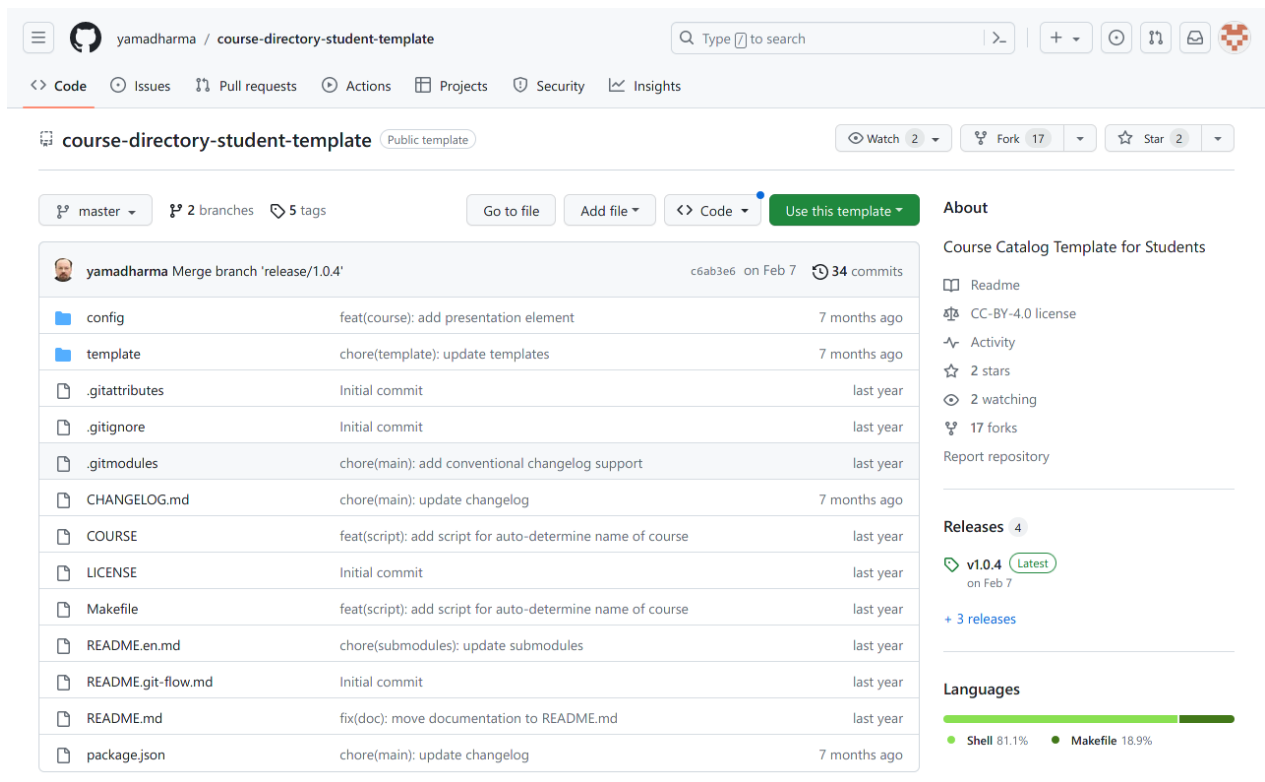 yamadharma / course-directory-student-template
Type / to search
Code Issues Pull requests Actions Projects Security Insights
course-directory-student-template Public template
Watch 2 Fork 17 Star 2
master 2 branches 5 tags Go to file Add file Code Use this template
yamadharma Merge branch 'release/1.0.4' c6ab3e6 on Feb 7 34 commits
config feat(course): add presentation element 7 months ago
template chore(template): update templates 7 months ago
.gitattributes Initial commit last year
.gitignore Initial commit last year
.gitmodules chore(main): add conventional changelog support last year
CHANGELOG.md chore(main): update changelog 7 months ago
COURSE feat(script): add script for auto-determine name of course last year
LICENSE Initial commit last year
Makefile feat(script): add script for auto-determine name of course last year
README.en.md chore(submodules): update submodules last year
README.git-flow.md Initial commit last year
README.md fix(doc): move documentation to README.md last year
package.json chore(main): update changelog 7 months ago
About
Course Catalog Template for Students
Readme
CC-BY-4.0 license
Activity
2 stars
2 watching
17 forks
Report repository
Releases 4
v1.0.4 Latest
on Feb 7
+ 3 releases
Languages
Shell 81.1% Makefile 18.9%